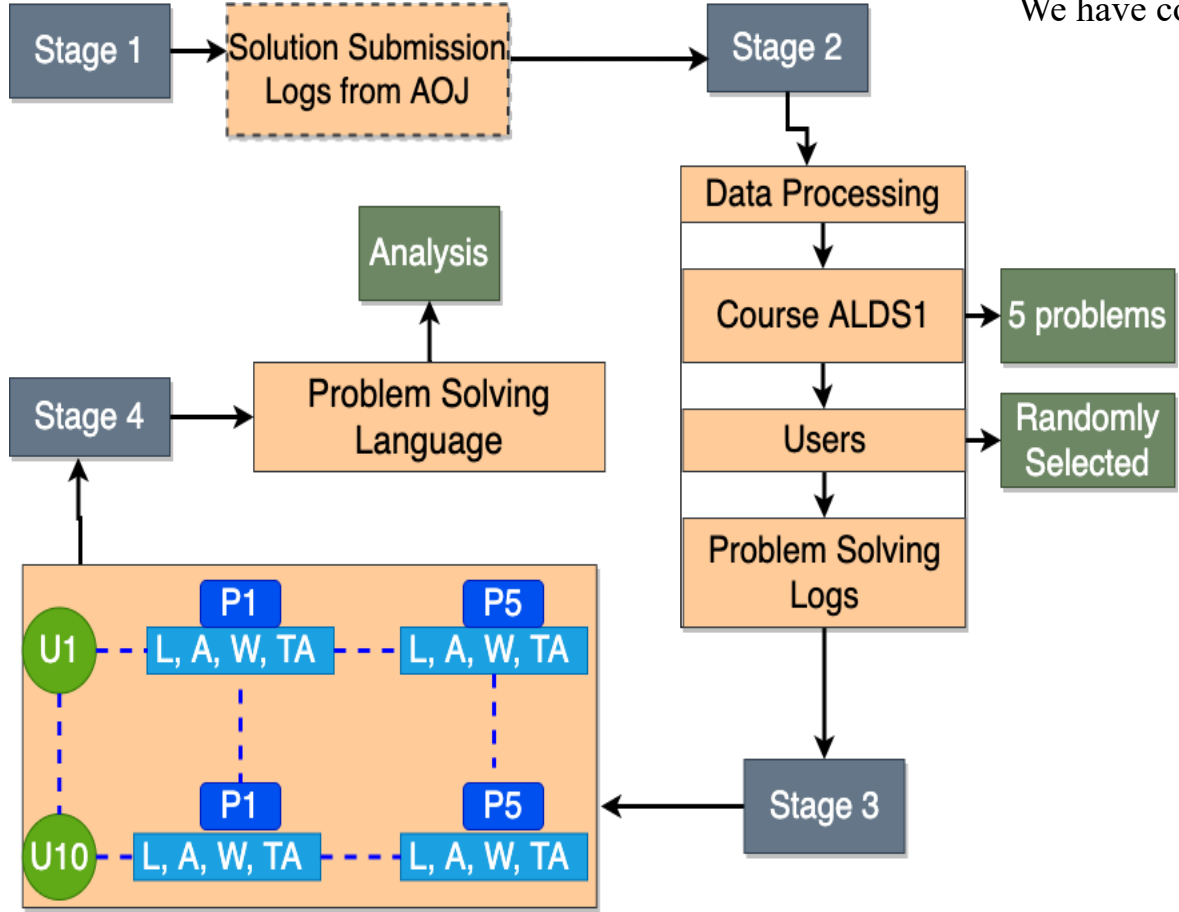 We have co
Stage 1
Solution Submission
Logs from AOJ
Stage 2
Data Processing
Course ALDS1
5 problems
Users
Randomly
Selected
Problem Solving
Logs
Stage 3
P1
P5
U1
L, A, W, TA
L, A, W, TA
P1
P5
U10
L, A, W, TA
L, A, W, TA
Stage 4
Problem Solving
Language
Analysis